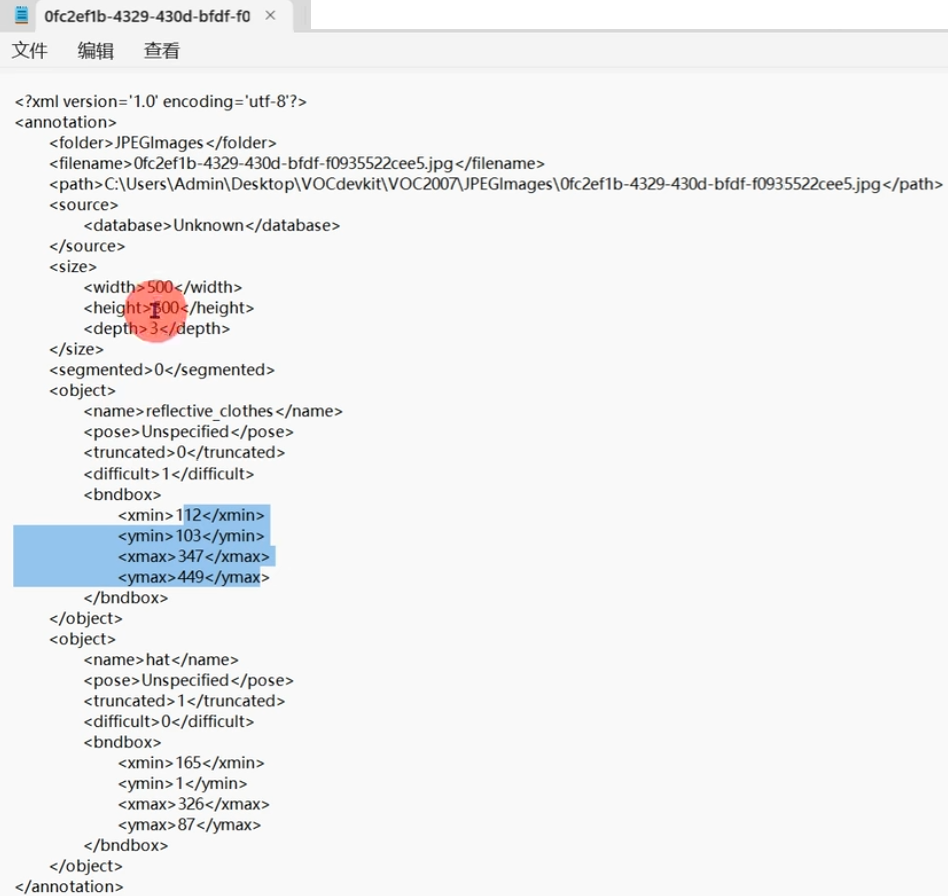 0fc2ef1b-4329-430d-bfdf-f0
文件 编辑 查看
<?xml version='1.0' encoding='utf-8'?>
<annotation>
<folder>JPEGImages</folder>
<filename>0fc2ef1b-4329-430d-bfdf-f0935522cee5.jpg</filename>
<path>C:\Users\Admin\Desktop\VOCdevkit\VOC2007\JPEGImages\0fc2ef1b-4329-430d-bfdf-f0935522cee5.jpg</path>
<source>
<database>Unknown</database>
</source>
<size>
<width>500</width>
<height>500</height>
<depth>3</depth>
</size>
<segmented>0</segmented>
<object>
<name>reflective_clothes</name>
<pose>Unspecified</pose>
<truncated>0</truncated>
<difficult>1</difficult>
<bndbox>
<xmin>112</xmin>
<ymin>103</ymin>
<xmax>347</xmax>
<ymax>449</ymax>
</bndbox>
</object>
<object>
<name>hat</name>
<pose>Unspecified</pose>
<truncated>1</truncated>
<difficult>0</difficult>
<bndbox>
<xmin>165</xmin>
<ymin>1</ymin>
<xmax>326</xmax>
<ymax>87</ymax>
</bndbox>
</object>
</annotation>